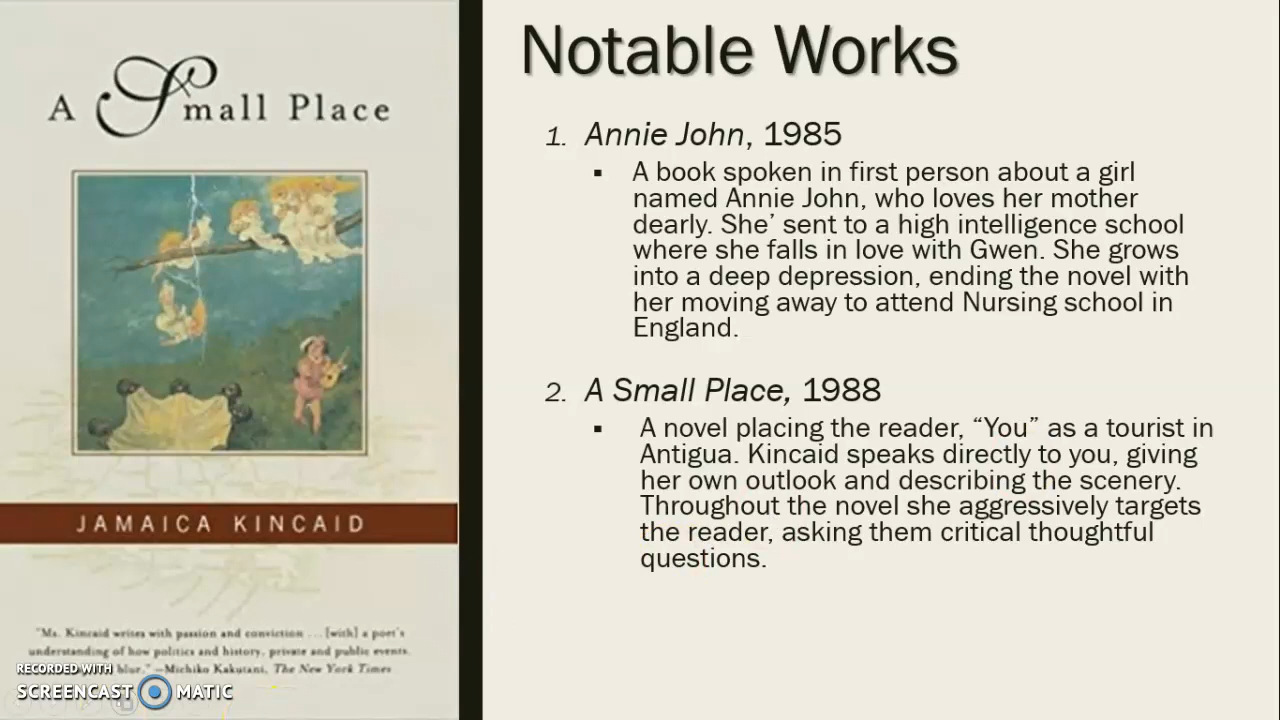 A Small Place
JAMAICA KINCAID
"Ms. Kincaid writes with passion and conviction . . . [with] a poet's
understanding of how politics and history, private and public events,
blur." —Michiko Kakutani, The New York Times
RECORDED WITH
SCREENCAST MATIC
Notable Works
1. Annie John, 1985
▪ A book spoken in first person about a girl
named Annie John, who loves her mother
dearly. She' sent to a high intelligence school
where she falls in love with Gwen. She grows
into a deep depression, ending the novel with
her moving away to attend Nursing school in
England.
2. A Small Place, 1988
▪ A novel placing the reader, “You” as a tourist in
Antigua. Kincaid speaks directly to you, giving
her own outlook and describing the scenery.
Throughout the novel she aggressively targets
the reader, asking them critical thoughtful
questions.